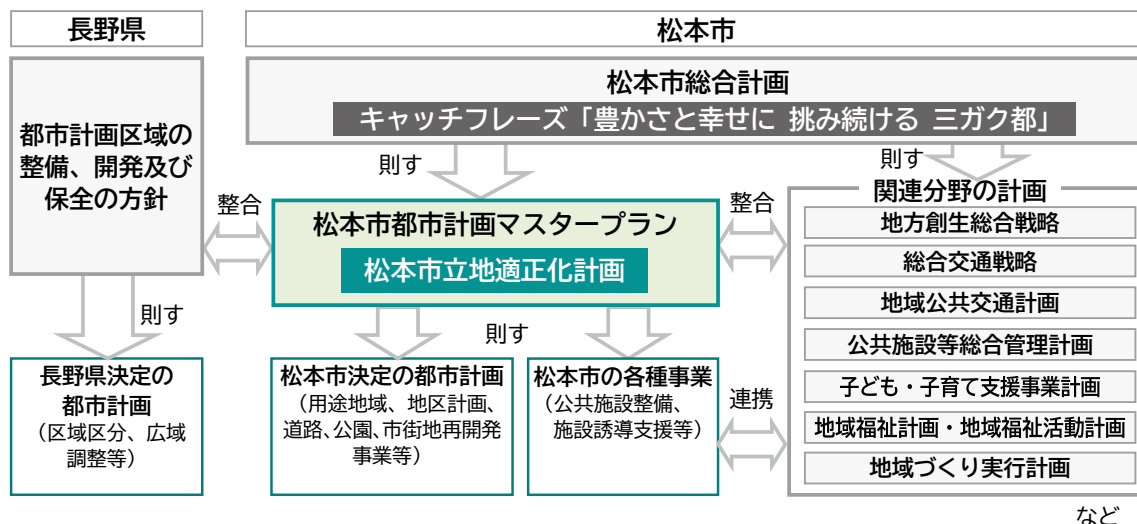 長野県
松本市
都市計画区域の
整備、開発及び
保全の方針
松本市総合計画
キャッチフレーズ「豊かさと幸せに 挑み続ける 三ガク都」
則す
則す
整合
松本市都市計画マスタープラン
松本市立地適正化計画
整合
関連分野の計画
地方創生総合戦略
総合交通戦略
地域公共交通計画
公共施設等総合管理計画
子ども・子育て支援事業計画
地域福祉計画・地域福祉活動計画
地域づくり実行計画
則す
則す
長野県決定の
都市計画
（区域区分、広域
調整等）
松本市決定の都市計画
（用途地域、地区計画、
道路、公園、市街地再開発
事業等）
松本市の各種事業
（公共施設整備、
施設誘導支援等）
連携
など